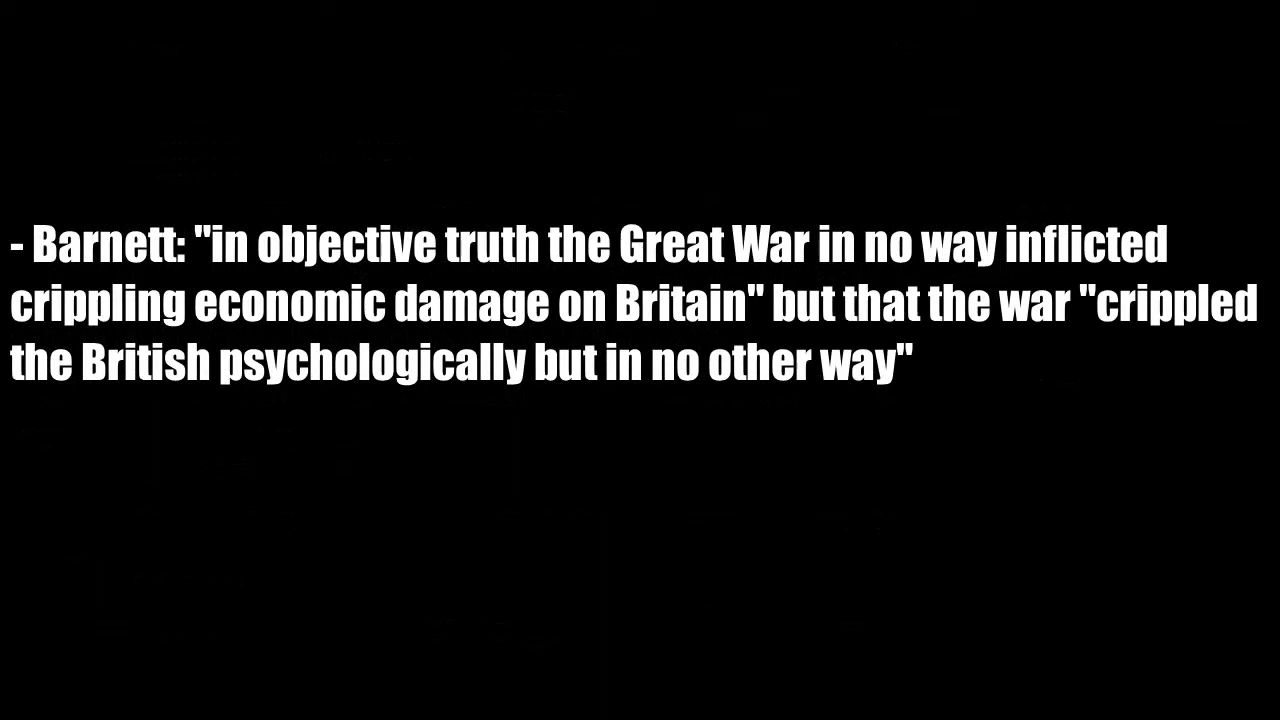 - Barnett: "in objective truth the Great War in no way inflicted
crippling economic damage on Britain" but that the war "crippled
the British psychologically but in no other way"